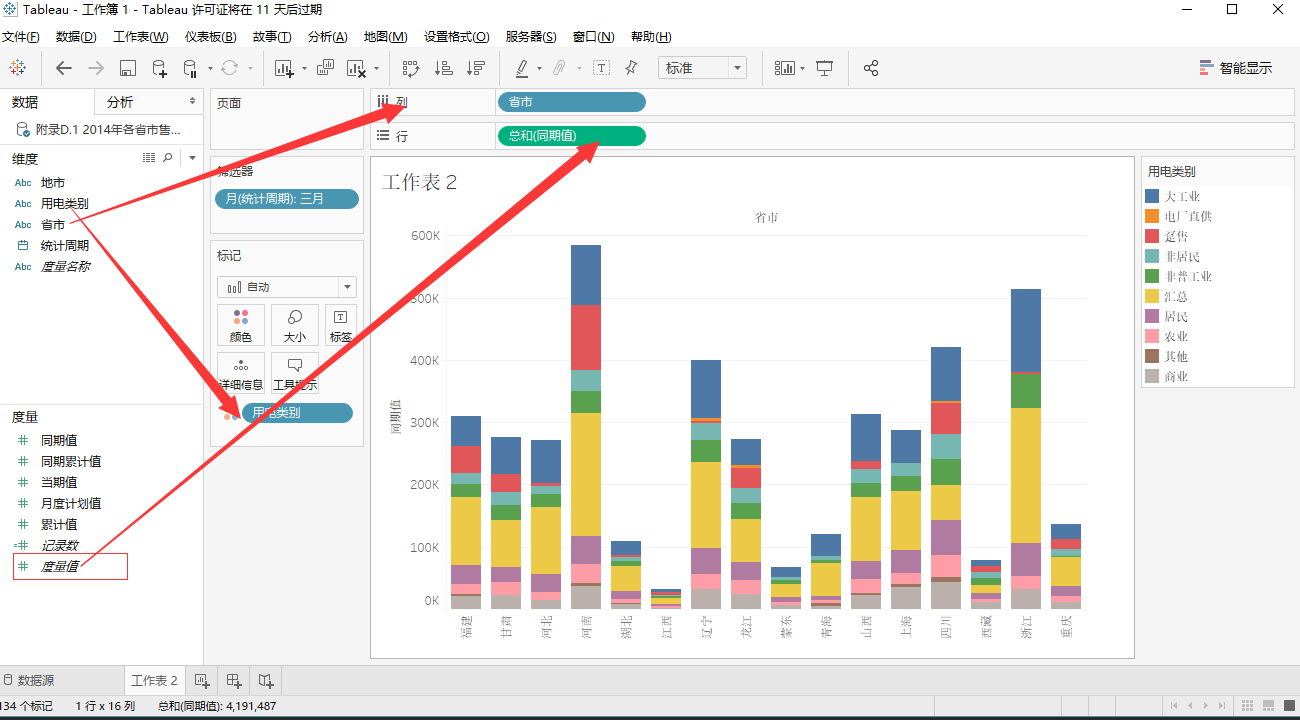 Tableau - 工作簿 1 - Tableau 许可证将在 11 天后过期
文件(F) 数据(D) 工作表(W) 仪表板(B) 故事(T) 分析(A) 地图(M) 设置格式(O) 服务器(S) 窗口(N) 帮助(H)
标准
智能显示
数据 分析
附录D.1 2014年各省市售...
维度
Abc 地市
Abc 用电类别
Abc 省市
统计周期
Abc 度量名称
度量
同期值
同期累计值
当期值
月度计划值
累计值
记录数
度量值
页面
筛选器
月(统计周期): 三月
标记
自动
颜色 大小 标签
详细信息 工具提示
用电类别
列 省市
行 总和(同期值)
工作表 2
省市
同期值
600K
500K
400K
300K
200K
100K
0K
福建 甘肃 河北 河南 湖北 江西 辽宁 龙江 蒙东 青海 山西 上海 四川 西藏 浙江 重庆
用电类别
大工业
电厂直供
趸售
非居民
非普工业
汇总
居民
农业
其他
商业
数据源 工作表 2
134 个标记 1 行 x 16 列 总和(同期值): 4,191,487